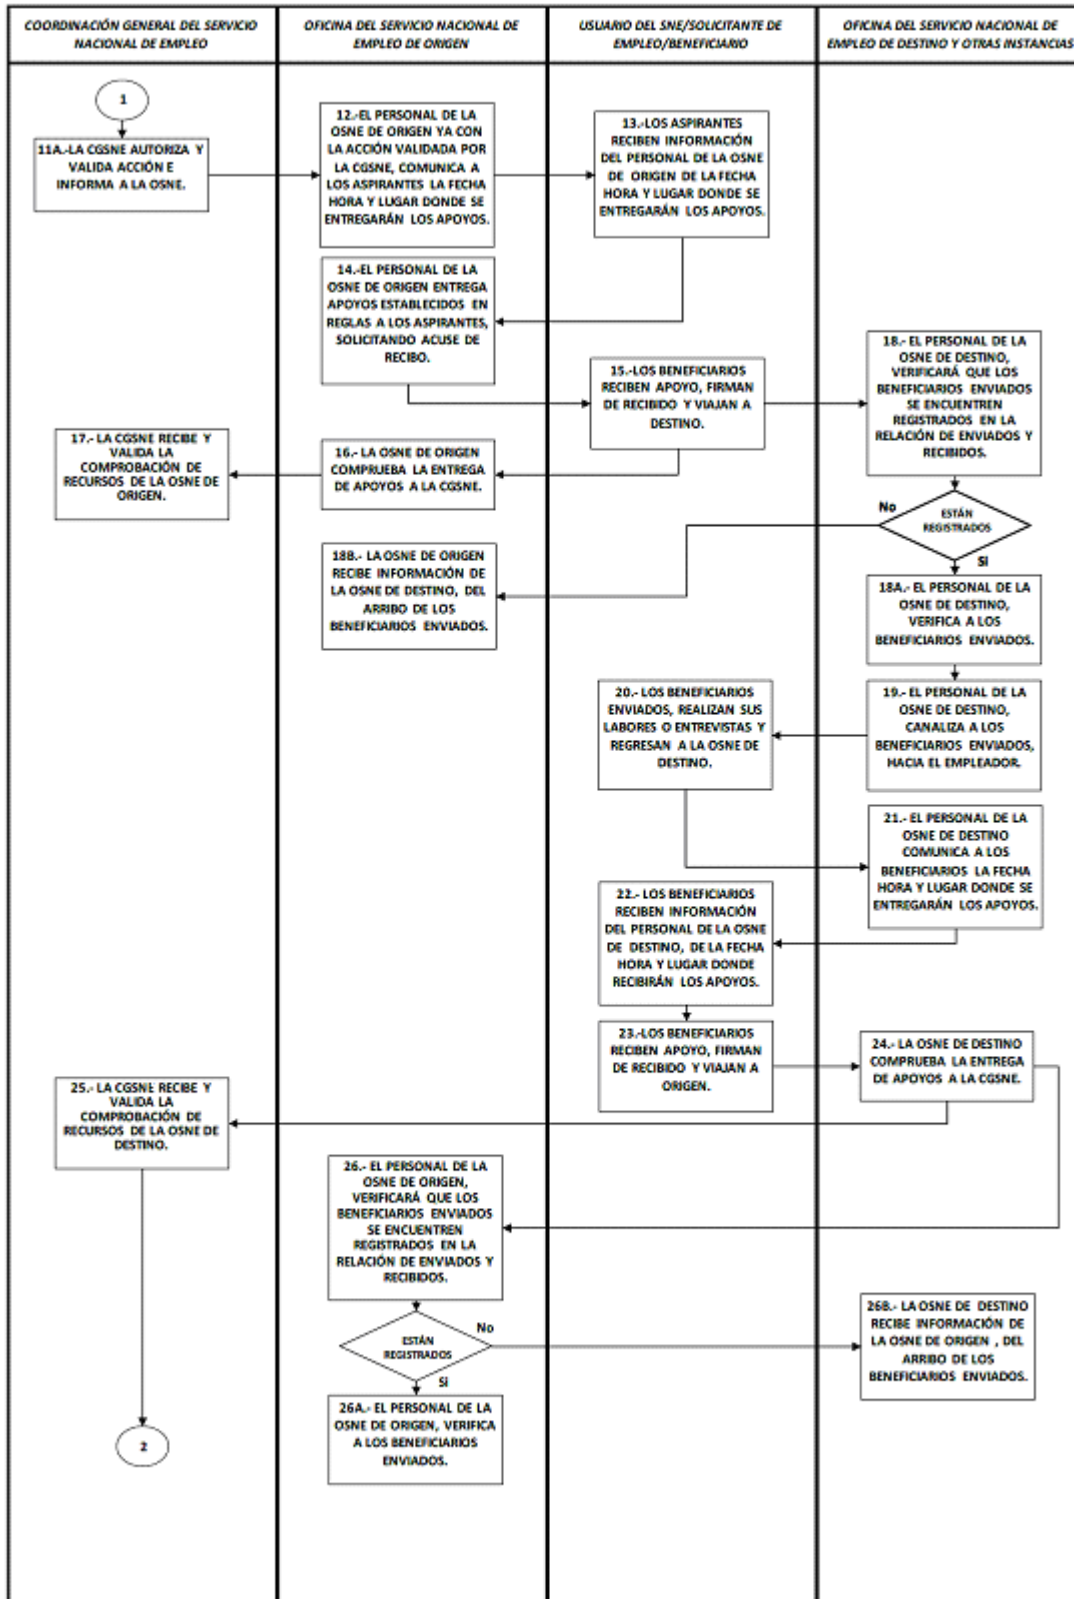 COORDINACIÓN GENERAL DEL SERVICIO
NACIONAL DE EMPLEO
OFICINA DEL SERVICIO NACIONAL DE
EMPLEO DE ORIGEN
USUARIO DEL SNE/SOLICITANTE DE
EMPLEO/BENEFICIARIO
OFICINA DEL SERVICIO NACIONAL DE
EMPLEO DE DESTINO Y OTRAS INSTANCIAS
1
11A.-LA CGSNE AUTORIZA Y
VALIDA ACCIÓN E
INFORMA A LA OSNE.
12.-EL PERSONAL DE LA
OSNE DE ORIGEN YA CON
LA ACCIÓN VALIDADA POR
LA CGSNE, COMUNICA A
LOS ASPIRANTES LA FECHA
HORA Y LUGAR DONDE SE
ENTREGARÁN LOS APOYOS.
13.-LOS ASPIRANTES
RECIBEN INFORMACIÓN
DEL PERSONAL DE LA OSNE
DE ORIGEN DE LA FECHA
HORA Y LUGAR DONDE SE
ENTREGARÁN LOS APOYOS.
14.-EL PERSONAL DE LA
OSNE DE ORIGEN ENTREGA
APOYOS ESTABLECIDOS EN
REGLAS A LOS ASPIRANTES,
SOLICITANDO ACUSE DE
RECIBO.
15.-LOS BENEFICIARIOS
RECIBEN APOYO, FIRMAN
DE RECIBIDO Y VIAJAN A
DESTINO.
18.- EL PERSONAL DE LA
OSNE DE DESTINO,
VERIFICARÁ QUE LOS
BENEFICIARIOS ENVIADOS
SE ENCUENTREN
REGISTRADOS EN LA
RELACIÓN DE ENVIADOS Y
RECIBIDOS.
17.- LA CGSNE RECIBE Y
VALIDA LA
COMPROBACIÓN DE
RECURSOS DE LA OSNE DE
ORIGEN.
16.- LA OSNE DE ORIGEN
COMPRUEBA LA ENTREGA
DE APOYOS A LA CGSNE.
No
ESTÁN
REGISTRADOS
SI
18B.- LA OSNE DE ORIGEN
RECIBE INFORMACIÓN DE
LA OSNE DE DESTINO, DEL
ARRIBO DE LOS
BENEFICIARIOS ENVIADOS.
18A.- EL PERSONAL DE LA
OSNE DE DESTINO,
VERIFICA A LOS
BENEFICIARIOS ENVIADOS.
20.- LOS BENEFICIARIOS
ENVIADOS, REALIZAN SUS
LABORES O ENTREVISTAS Y
REGRESAN A LA OSNE DE
DESTINO.
19.- EL PERSONAL DE LA
OSNE DE DESTINO,
CANALIZA A LOS
BENEFICIARIOS ENVIADOS,
HACIA EL EMPLEADOR.
21.- EL PERSONAL DE LA
OSNE DE DESTINO
COMUNICA A LOS
BENEFICIARIOS LA FECHA
HORA Y LUGAR DONDE SE
ENTREGARÁN LOS APOYOS.
22.- LOS BENEFICIARIOS
RECIBEN INFORMACIÓN
DEL PERSONAL DE LA OSNE
DE DESTINO, DE LA FECHA
HORA Y LUGAR DONDE
RECIBIRÁN LOS APOYOS.
23.-LOS BENEFICIARIOS
RECIBEN APOYO, FIRMAN
DE RECIBIDO Y VIAJAN A
ORIGEN.
24.- LA OSNE DE DESTINO
COMPRUEBA LA ENTREGA
DE APOYOS A LA CGSNE.
25.- LA CGSNE RECIBE Y
VALIDA LA
COMPROBACIÓN DE
RECURSOS DE LA OSNE DE
DESTINO.
26.- EL PERSONAL DE LA
OSNE DE ORIGEN,
VERIFICARÁ QUE LOS
BENEFICIARIOS ENVIADOS
SE ENCUENTREN
REGISTRADOS EN LA
RELACIÓN DE ENVIADOS Y
RECIBIDOS.
ESTÁN
REGISTRADOS
No
SI
26B.- LA OSNE DE DESTINO
RECIBE INFORMACIÓN DE
LA OSNE DE ORIGEN , DEL
ARRIBO DE LOS
BENEFICIARIOS ENVIADOS.
26A.- EL PERSONAL DE LA
OSNE DE ORIGEN, VERIFICA
A LOS BENEFICIARIOS
ENVIADOS.
2